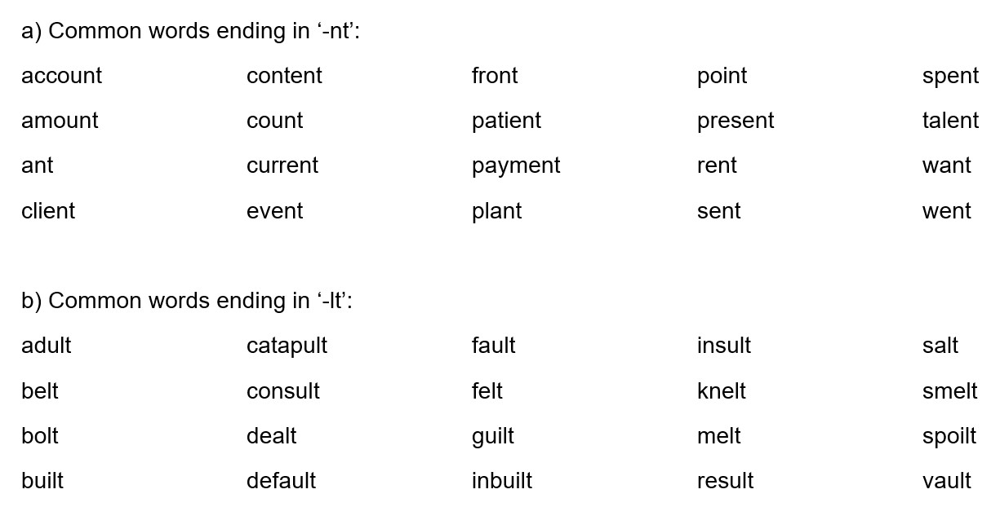 a) Common words ending in ‘-nt’:
account content front point spent
amount count patient present talent
ant current payment rent want
client event plant sent went
b) Common words ending in ‘-lt’:
adult catapult fault insult salt
belt consult felt knelt smelt
bolt dealt guilt melt spoilt
built default inbuilt result vault